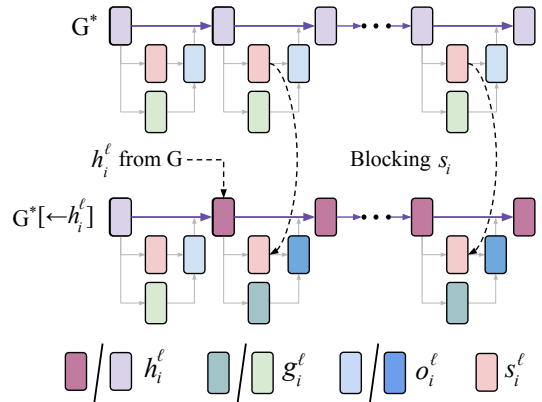 G*
h_i^ℓ from G
Blocking s_i
G*[←h_i^ℓ]
/ h_i^ℓ / g_i^ℓ / o_i^ℓ s_i^ℓ